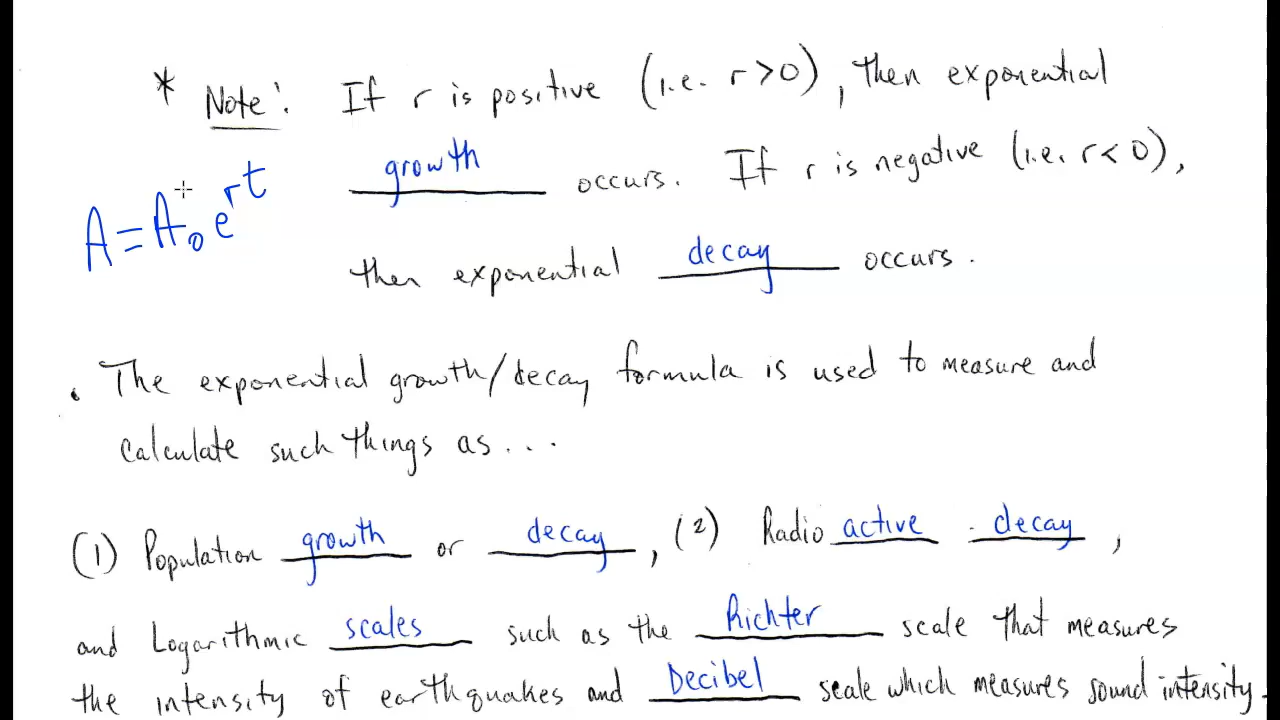 * Note: If r is positive (i.e. r > 0), then exponential
growth occurs. If r is negative (i.e. r < 0),
A = A₀e^{rt}
then exponential decay occurs.
• The exponential growth/decay formula is used to measure and
calculate such things as ...
(1) Population growth or decay, (2) Radio active decay,
and Logarithmic scales such as the Richter scale that measures
the intensity of earthquakes and Decibel scale which measures sound intensity.